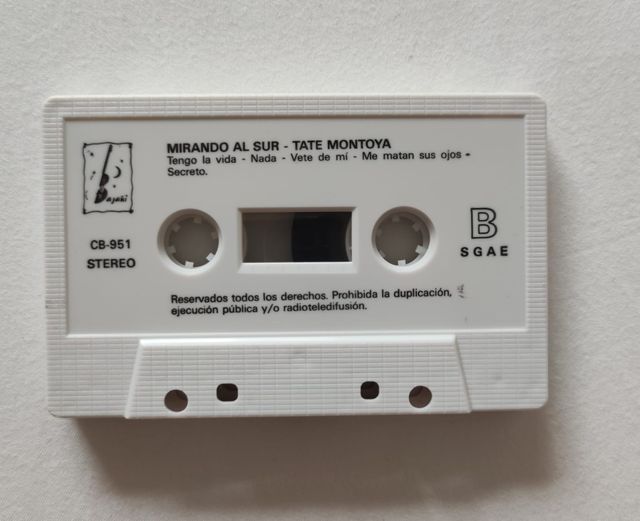 MIRANDO AL SUR - TATE MONTOYA
Tengo la vida - Nada - Vete de mí - Me matan sus ojos -
Secreto.
CB-951
STEREO
B
SGAE
Reservados todos los derechos. Prohibida la duplicación,
ejecución pública y/o radioteledifusión.